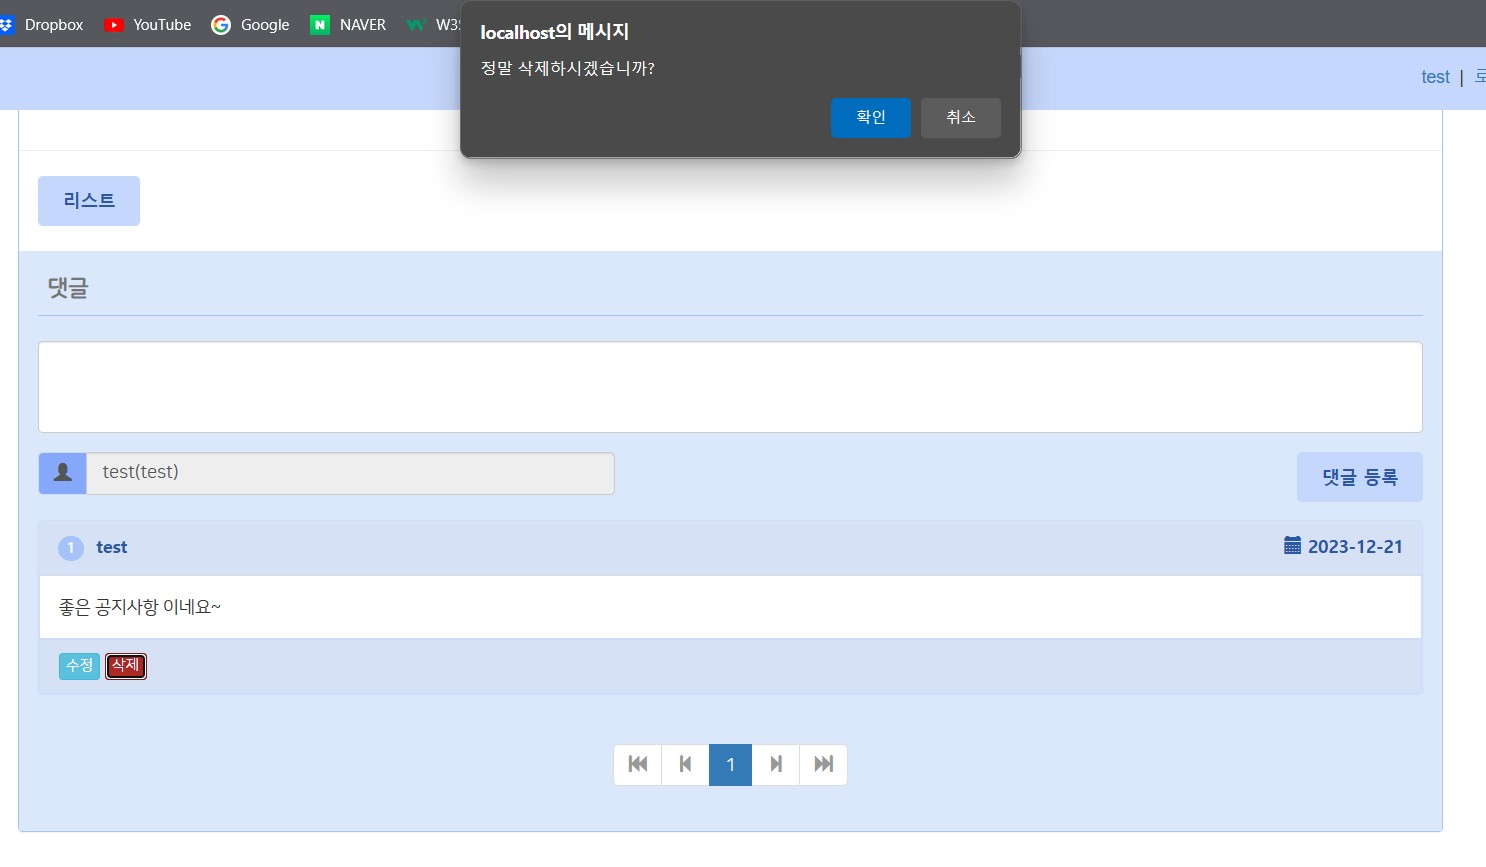 Dropbox YouTube Google NAVER
localhost의 메시지
정말 삭제하시겠습니까?
확인 취소
test |
리스트
댓글
test(test)
댓글 등록
1 test 2023-12-21
좋은 공지사항 이네요~
수정 삭제
1